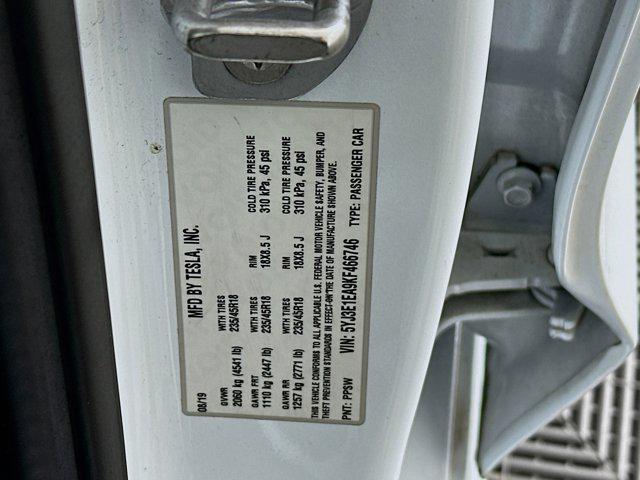 MFD BY TESLA, INC.
08/19
GVWR WITH TIRES RIM COLD TIRE PRESSURE
2060 kg (4541 lb) 235/45R18 18X8.5 J 310 kPa, 45 psi
GAWR FRT WITH TIRES
1110 kg (2447 lb) 235/45R18
GAWR RR WITH TIRES RIM COLD TIRE PRESSURE
1257 kg (2771 lb) 235/45R18 18X8.5 J 310 kPa, 45 psi
THIS VEHICLE CONFORMS TO ALL APPLICABLE U.S. FEDERAL MOTOR VEHICLE SAFETY, BUMPER, AND
THEFT PREVENTION STANDARDS IN EFFECT ON THE DATE OF MANUFACTURE SHOWN ABOVE.
PNT: PPSW VIN: 5YJ3E1EA9KF466746 TYPE: PASSENGER CAR